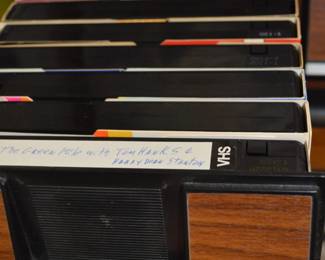 The Green Mile with Tom Hanks &
Harry Dean Stanton
VHS